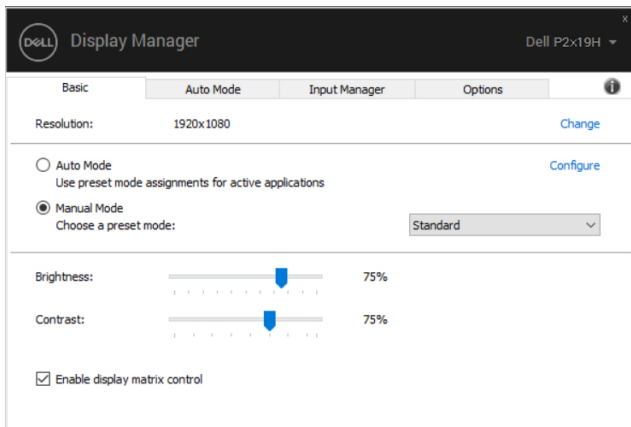 x
DELL Display Manager Dell P2x19H
Basic Auto Mode Input Manager Options i
Resolution: 1920x1080 Change
Auto Mode Configure
Use preset mode assignments for active applications
Manual Mode
Choose a preset mode: Standard
Brightness: 75%
Contrast: 75%
Enable display matrix control